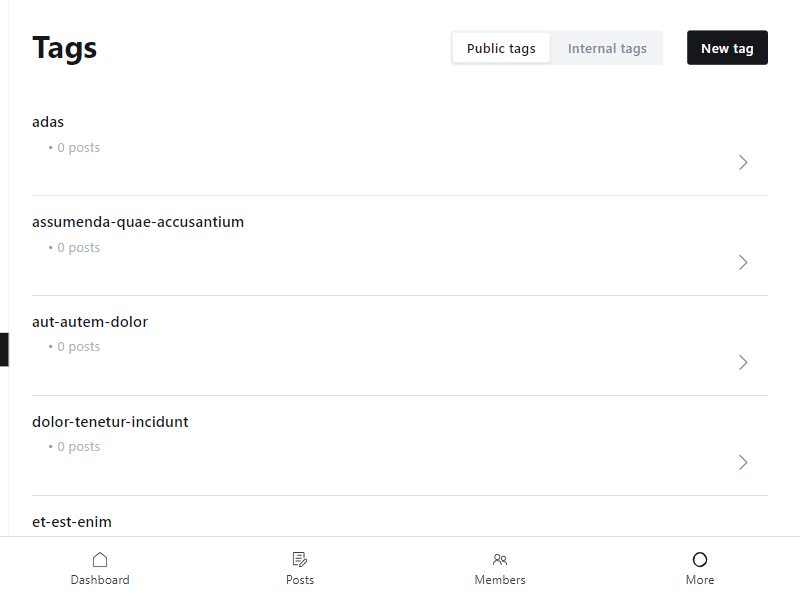 Tags
Public tags
Internal tags
New tag
adas
• 0 posts
assumenda-quae-accusantium
• 0 posts
aut-autem-dolor
• 0 posts
dolor-tenetur-incidunt
• 0 posts
et-est-enim
Dashboard
Posts
Members
More